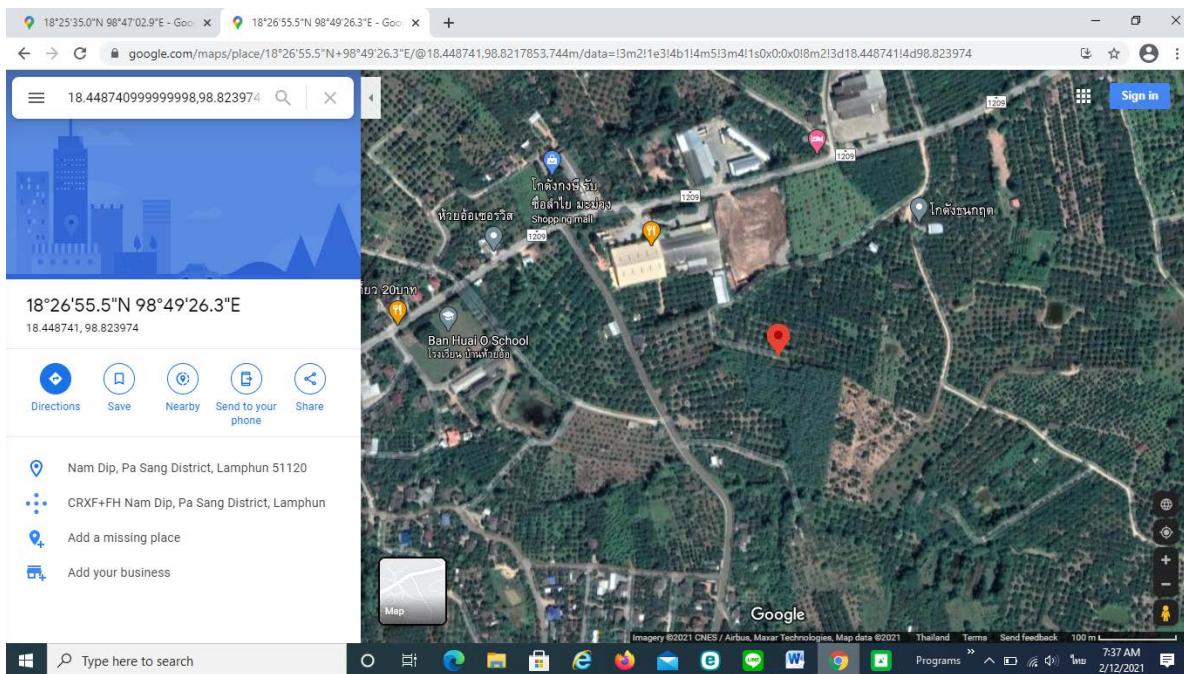 18°25'35.0"N 98°47'02.9"E - Goo
18°26'55.5"N 98°49'26.3"E - Goo
google.com/maps/place/18°26'55.5"N+98°49'26.3"E/@18.448741,98.8217853,744m/data=!3m2!1e3!4b1!4m5!3m4!1s0x0:0x0!8m2!3d18.448741!4d98.823974
18.448740999999998,98.823974
Sign in
18°26'55.5"N 98°49'26.3"E
18.448741, 98.823974
Directions
Save
Nearby
Send to your
phone
Share
Nam Dip, Pa Sang District, Lamphun 51120
CRXF+FH Nam Dip, Pa Sang District, Lamphun
Add a missing place
Add your business
1209
1209
1209
โกดังกงษี รับ
ซื้อลำไย มะม่วง
Shopping mall
ห้วยอ้อเซอร์วิส
1209
โกดังธนกฤต
20บาท
Ban Huai O School
โรงเรียน บ้านห้วยอ้อ
Map
Google
Imagery ©2021 CNES / Airbus, Maxar Technologies, Map data ©2021 Thailand Terms Send feedback 100 m
Type here to search
Programs
ไทย
7:37 AM
2/12/2021